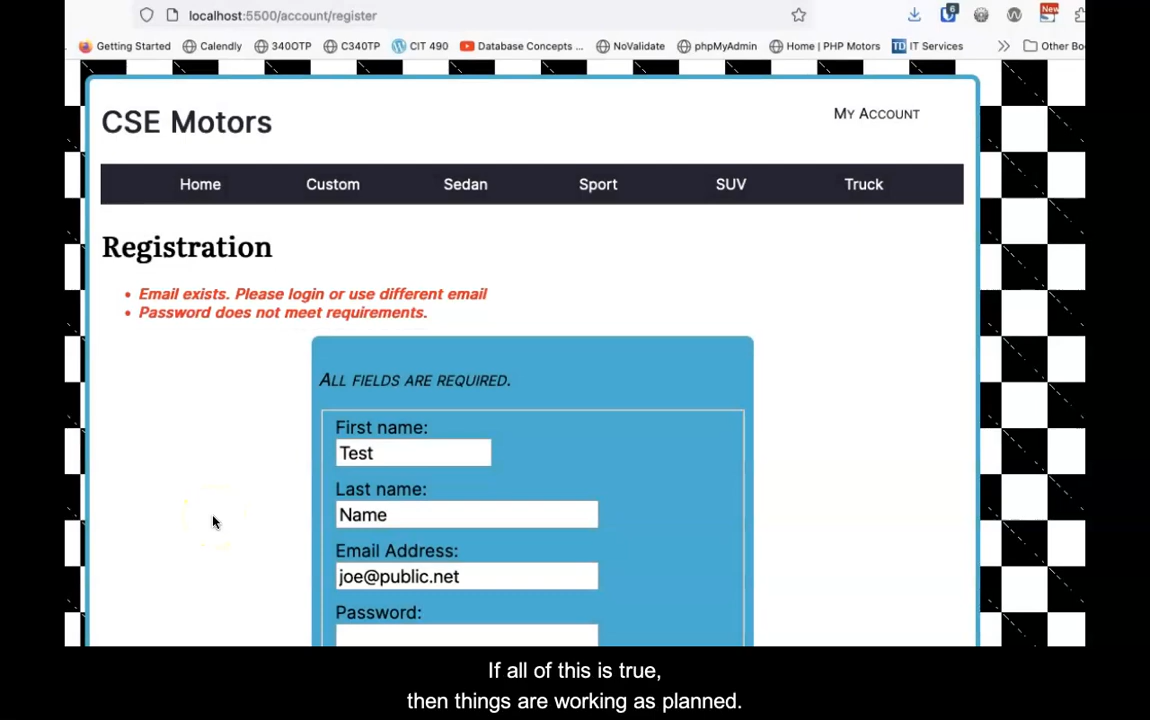 localhost:5500/account/register
6
New
Getting Started
Calendly
340OTP
C340TP
CIT 490
Database Concepts ...
NoValidate
phpMyAdmin
Home | PHP Motors
TD IT Services
Other Bo
CSE Motors
My Account
Home
Custom
Sedan
Sport
SUV
Truck
Registration
• Email exists. Please login or use different email
• Password does not meet requirements.
All fields are required.
First name:
Test
Last name:
Name
Email Address:
joe@public.net
Password:
If all of this is true,
then things are working as planned.